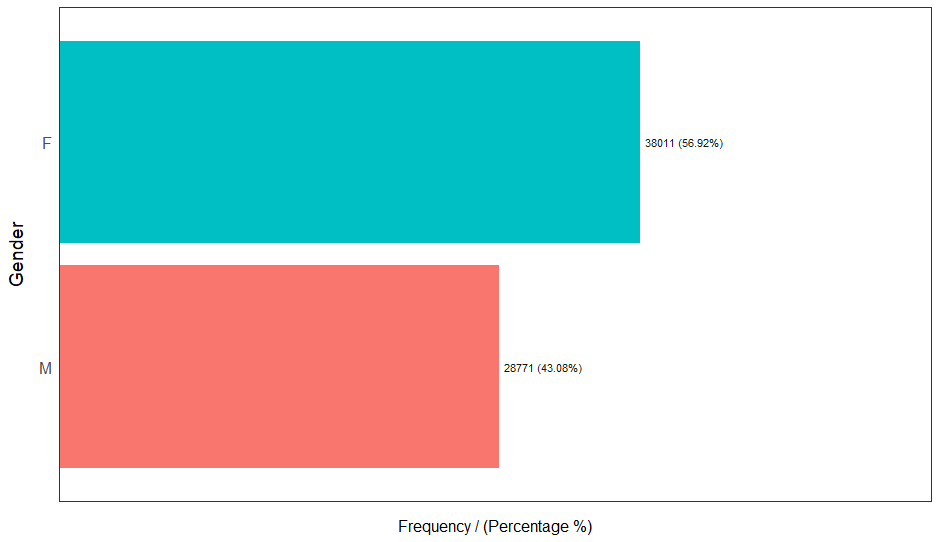 F
38011 (56.92%)
Gender
M
28771 (43.08%)
Frequency / (Percentage %)